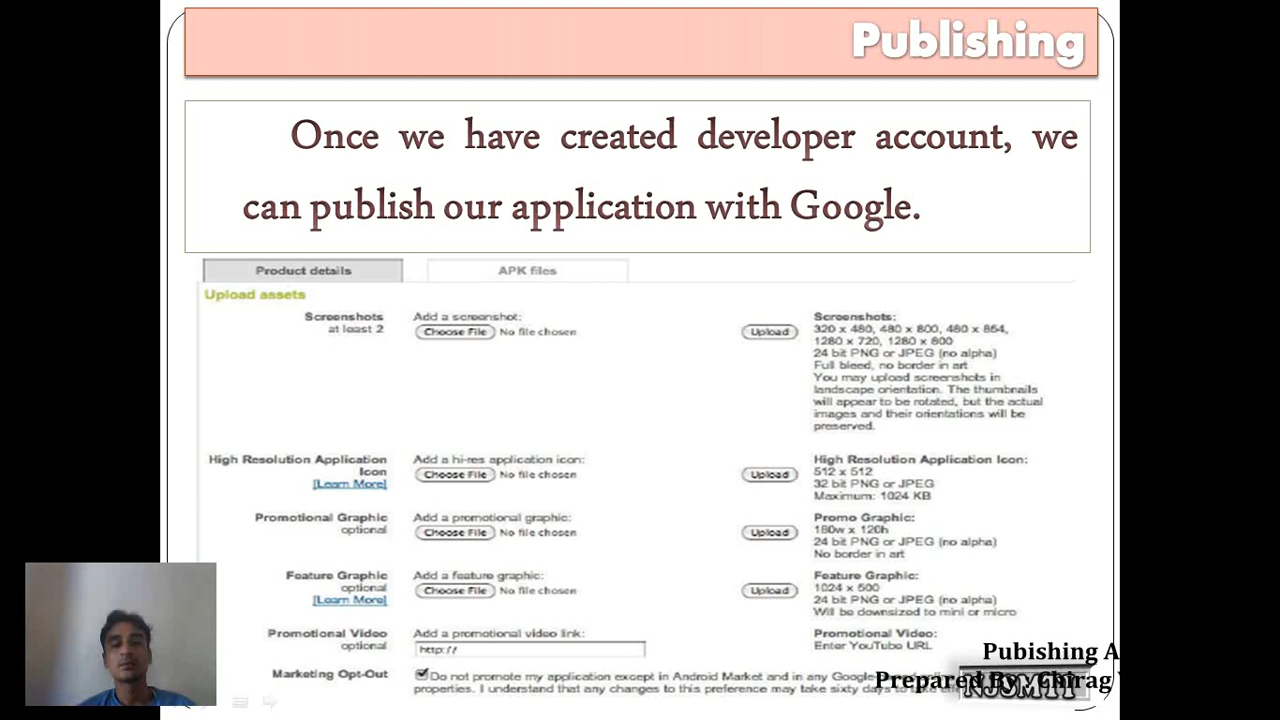 Publishing
Once we have created developer account, we
can publish our application with Google.
Product details
APK files
Upload assets
Screenshots
at least 2
Add a screenshot:
Choose File No file chosen
Upload
Screenshots:
320 x 480, 480 x 800, 480 x 854,
1280 x 720, 1280 x 800
24 bit PNG or JPEG (no alpha)
Full bleed, no border in art
You may upload screenshots in
landscape orientation. The thumbnails
will appear to be rotated, but the actual
images and their orientations will be
preserved.
High Resolution Application
Icon
[Learn More]
Add a hi-res application icon:
Choose File No file chosen
Upload
High Resolution Application Icon:
512 x 512
32 bit PNG or JPEG
Maximum: 1024 KB
Promotional Graphic
optional
Add a promotional graphic:
Choose File No file chosen
Upload
Promo Graphic:
180w x 120h
24 bit PNG or JPEG (no alpha)
No border in art
Feature Graphic
optional
[Learn More]
Add a feature graphic:
Choose File No file chosen
Upload
Feature Graphic:
1024 x 500
24 bit PNG or JPEG (no alpha)
Will be downsized to mini or micro
Promotional Video
optional
Add a promotional video link:
http://
Promotional Video:
Enter YouTube URL
Marketing Opt-Out
Do not promote my application except in Android Market and in any Google-
properties. I understand that any changes to this preference may take sixty days to
Pubishing A
Prepared By Chirag
NJSMTI